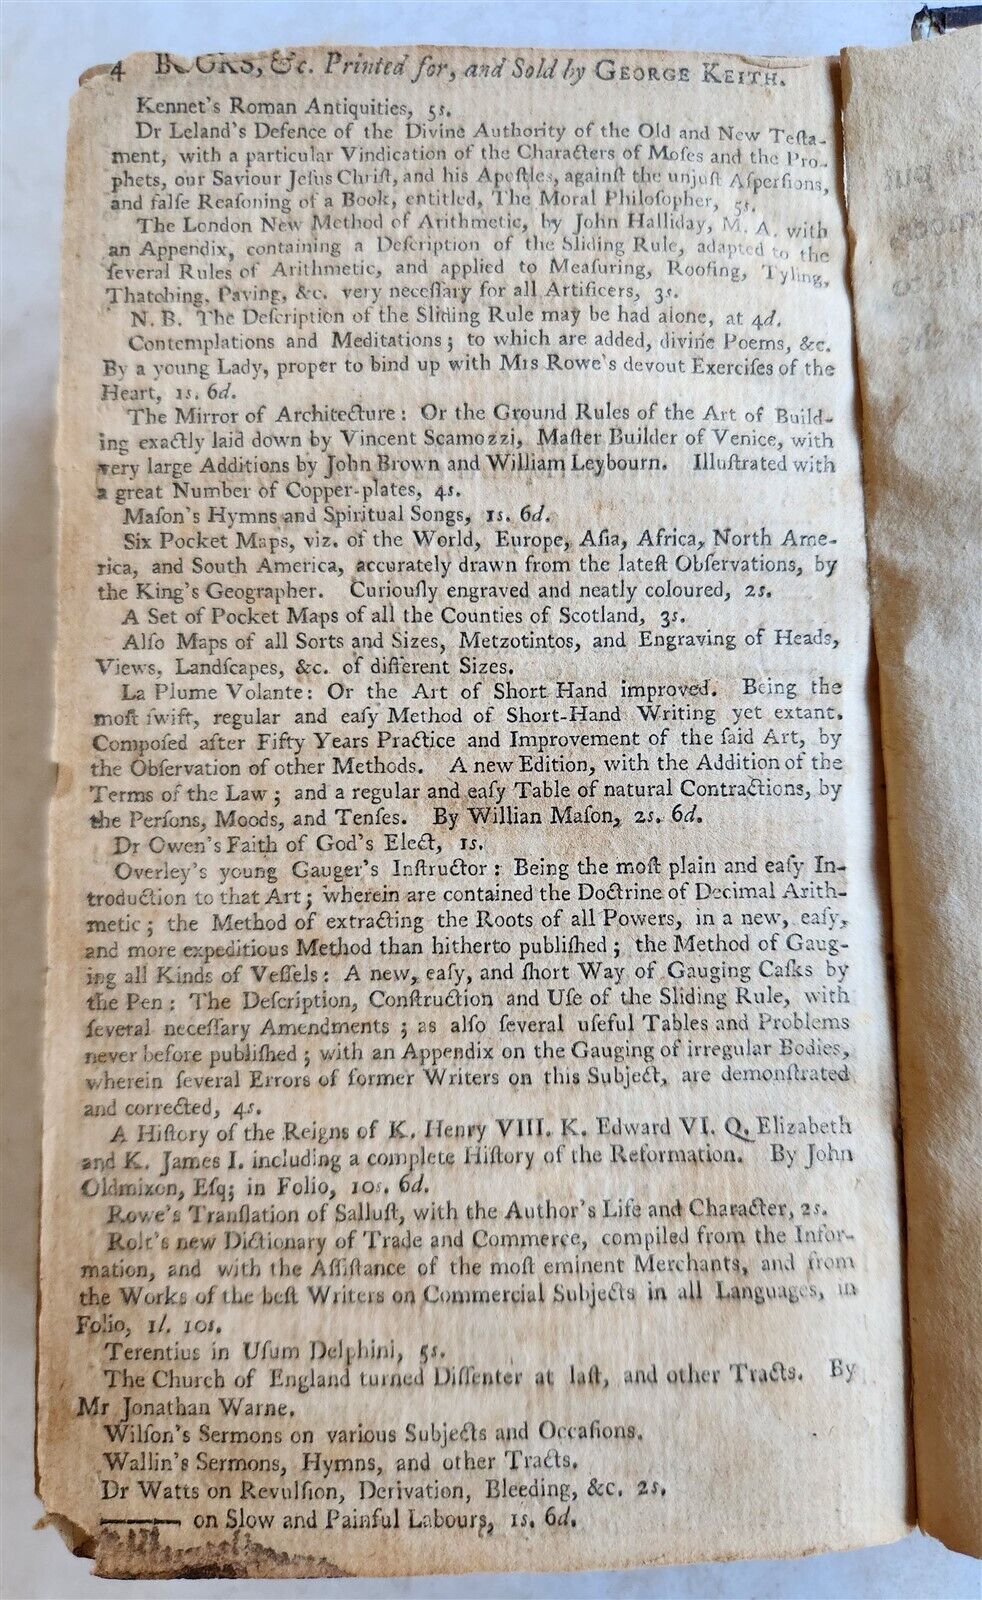 4 BOOKS, &c. Printed for, and Sold by GEORGE KEITH.
Kennet's Roman Antiquities, 5s.
Dr Leland's Defence of the Divine Authority of the Old and New Teſta-
ment, with a particular Vindication of the Characters of Moſes and the Pro-
phets, our Saviour Jeſus Chriſt, and his Apoſtles, againſt the unjuſt Aſperſions,
and falſe Reaſoning of a Book, entitled, The Moral Philoſopher, 5s.
The London New Method of Arithmetic, by John Halliday, M. A. with
an Appendix, containing a Deſcription of the Sliding Rule, adapted to the
ſeveral Rules of Arithmetic, and applied to Meaſuring, Roofing, Tyling,
Thatching, Paving, &c. very neceſſary for all Artificers, 3s.
N. B. The Deſcription of the Sliding Rule may be had alone, at 4d.
Contemplations and Meditations; to which are added, divine Poems, &c.
By a young Lady, proper to bind up with Mrs Rowe's devout Exerciſes of the
Heart, 1s. 6d.
The Mirror of Architecture: Or the Ground Rules of the Art of Build-
ing exactly laid down by Vincent Scamozzi, Maſter Builder of Venice, with
very large Additions by John Brown and William Leybourn. Illuſtrated with
a great Number of Copper-plates, 4s.
Maſon's Hymns and Spiritual Songs, 1s. 6d.
Six Pocket Maps, viz. of the World, Europe, Aſia, Africa, North Ame-
rica, and South America, accurately drawn from the lateſt Obſervations, by
the King's Geographer. Curiouſly engraved and neatly coloured, 2s.
A Set of Pocket Maps of all the Counties of Scotland, 3s.
Alſo Maps of all Sorts and Sizes, Metzotintos, and Engraving of Heads,
Views, Landſcapes, &c. of different Sizes.
La Plume Volante: Or the Art of Short Hand improved. Being the
moſt ſwift, regular and eaſy Method of Short-Hand Writing yet extant.
Compoſed after Fifty Years Practice and Improvement of the ſaid Art, by
the Obſervation of other Methods. A new Edition, with the Addition of the
Terms of the Law; and a regular and eaſy Table of natural Contractions, by
the Perſons, Moods, and Tenſes. By Willian Maſon, 2s. 6d.
Dr Owen's Faith of God's Elect, 1s.
Overley's young Gauger's Inſtructor: Being the moſt plain and eaſy In-
troduction to that Art; wherein are contained the Doctrine of Decimal Arith-
metic; the Method of extracting the Roots of all Powers, in a new, eaſy,
and more expeditious Method than hitherto publiſhed; the Method of Gaug-
ing all Kinds of Veſſels: A new, eaſy, and ſhort Way of Gauging Caſks by
the Pen: The Deſcription, Conſtruction and Uſe of the Sliding Rule, with
ſeveral neceſſary Amendments; as alſo ſeveral uſeful Tables and Problems
never before publiſhed; with an Appendix on the Gauging of irregular Bodies,
wherein ſeveral Errors of former Writers on this Subject, are demonſtrated
and corrected, 4s.
A Hiſtory of the Reigns of K. Henry VIII. K. Edward VI. Q. Elizabeth
and K. James I. including a complete Hiſtory of the Reformation. By John
Oldmixon, Eſq; in Folio, 10s. 6d.
Rowe's Tranſlation of Salluſt, with the Author's Life and Character, 2s.
Rolt's new Dictionary of Trade and Commerce, compiled from the Infor-
mation, and with the Aſſiſtance of the moſt eminent Merchants, and from
the Works of the beſt Writers on Commercial Subjects in all Languages, in
Folio, 1l. 10s.
Terentius in Uſum Delphini, 5s.
The Church of England turned Diſſenter at laſt, and other Tracts. By
Mr Jonathan Warne.
Wilſon's Sermons on various Subjects and Occaſions.
Wallin's Sermons, Hymns, and other Tracts.
Dr Watts on Revulſion, Derivation, Bleeding, &c. 2s.
——— on Slow and Painful Labours, 1s. 6d.